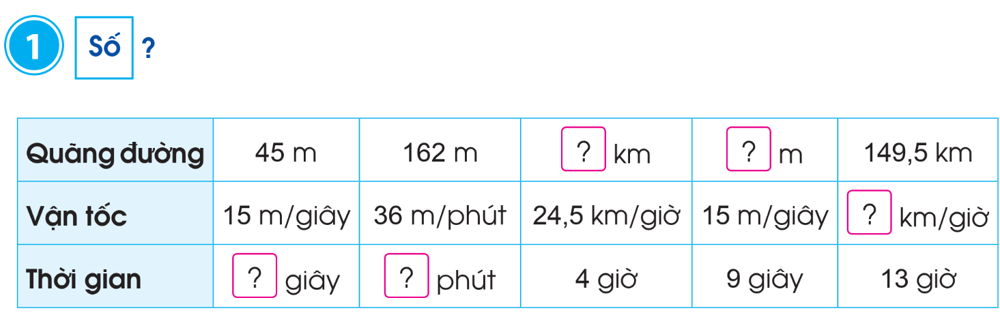 1 Số ?
Quãng đường 45 m 162 m ? km ? m 149,5 km
Vận tốc 15 m/giây 36 m/phút 24,5 km/giờ 15 m/giây ? km/giờ
Thời gian ? giây ? phút 4 giờ 9 giây 13 giờ